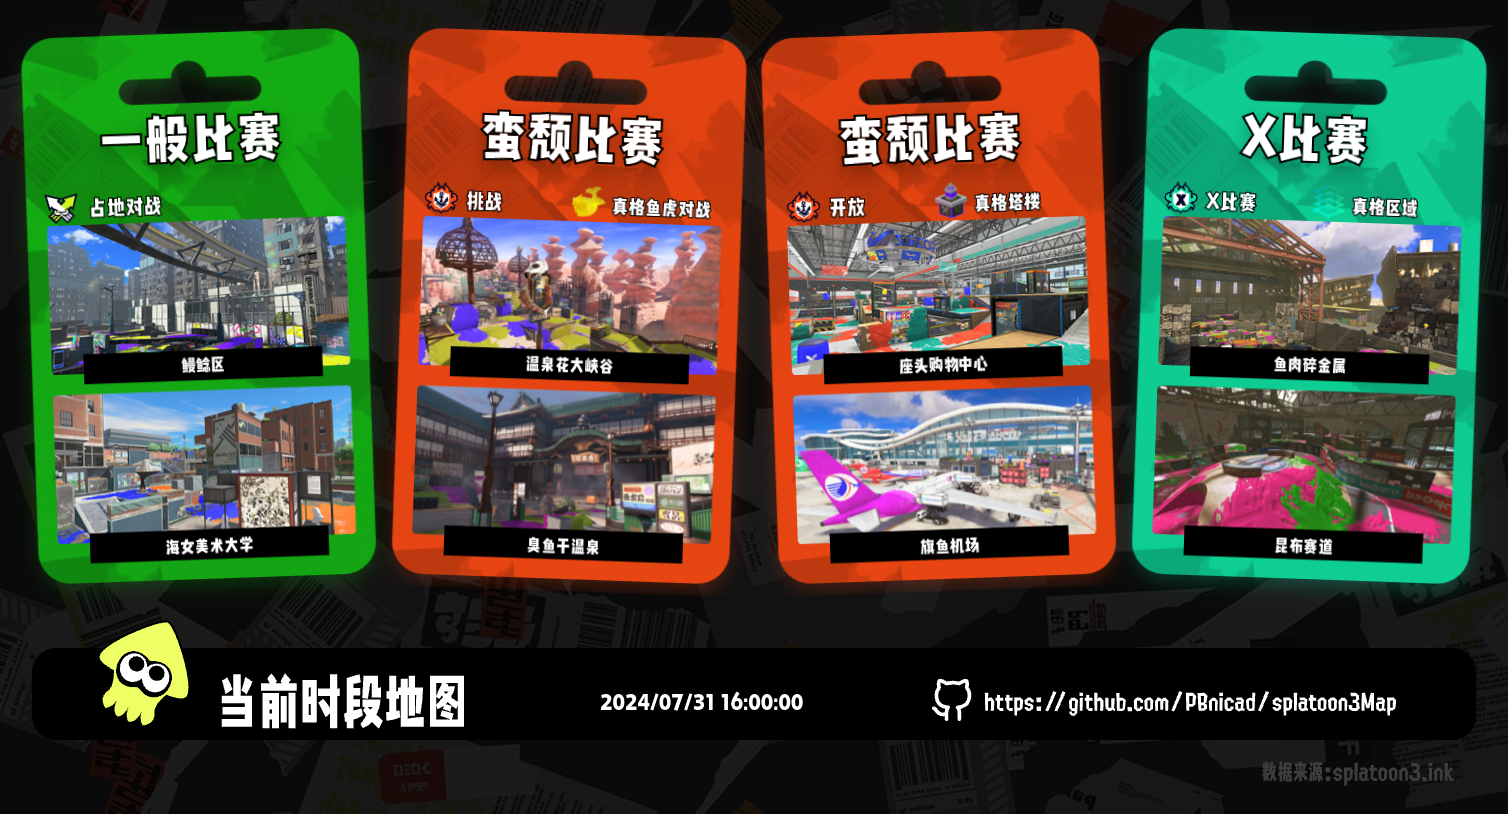 一般比赛
占地对战
鳗鲶区
海女美术大学
蛮颓比赛
挑战
真格鱼虎对战
温泉花大峡谷
臭鱼干温泉
蛮颓比赛
开放
真格塔楼
座头购物中心
旗鱼机场
X比赛
X比赛
真格区域
鱼肉碎金属
昆布赛道
当前时段地图
2024/07/31 16:00:00
https://github.com/PBnicad/splatoon3Map
数据来源:splatoon3.ink